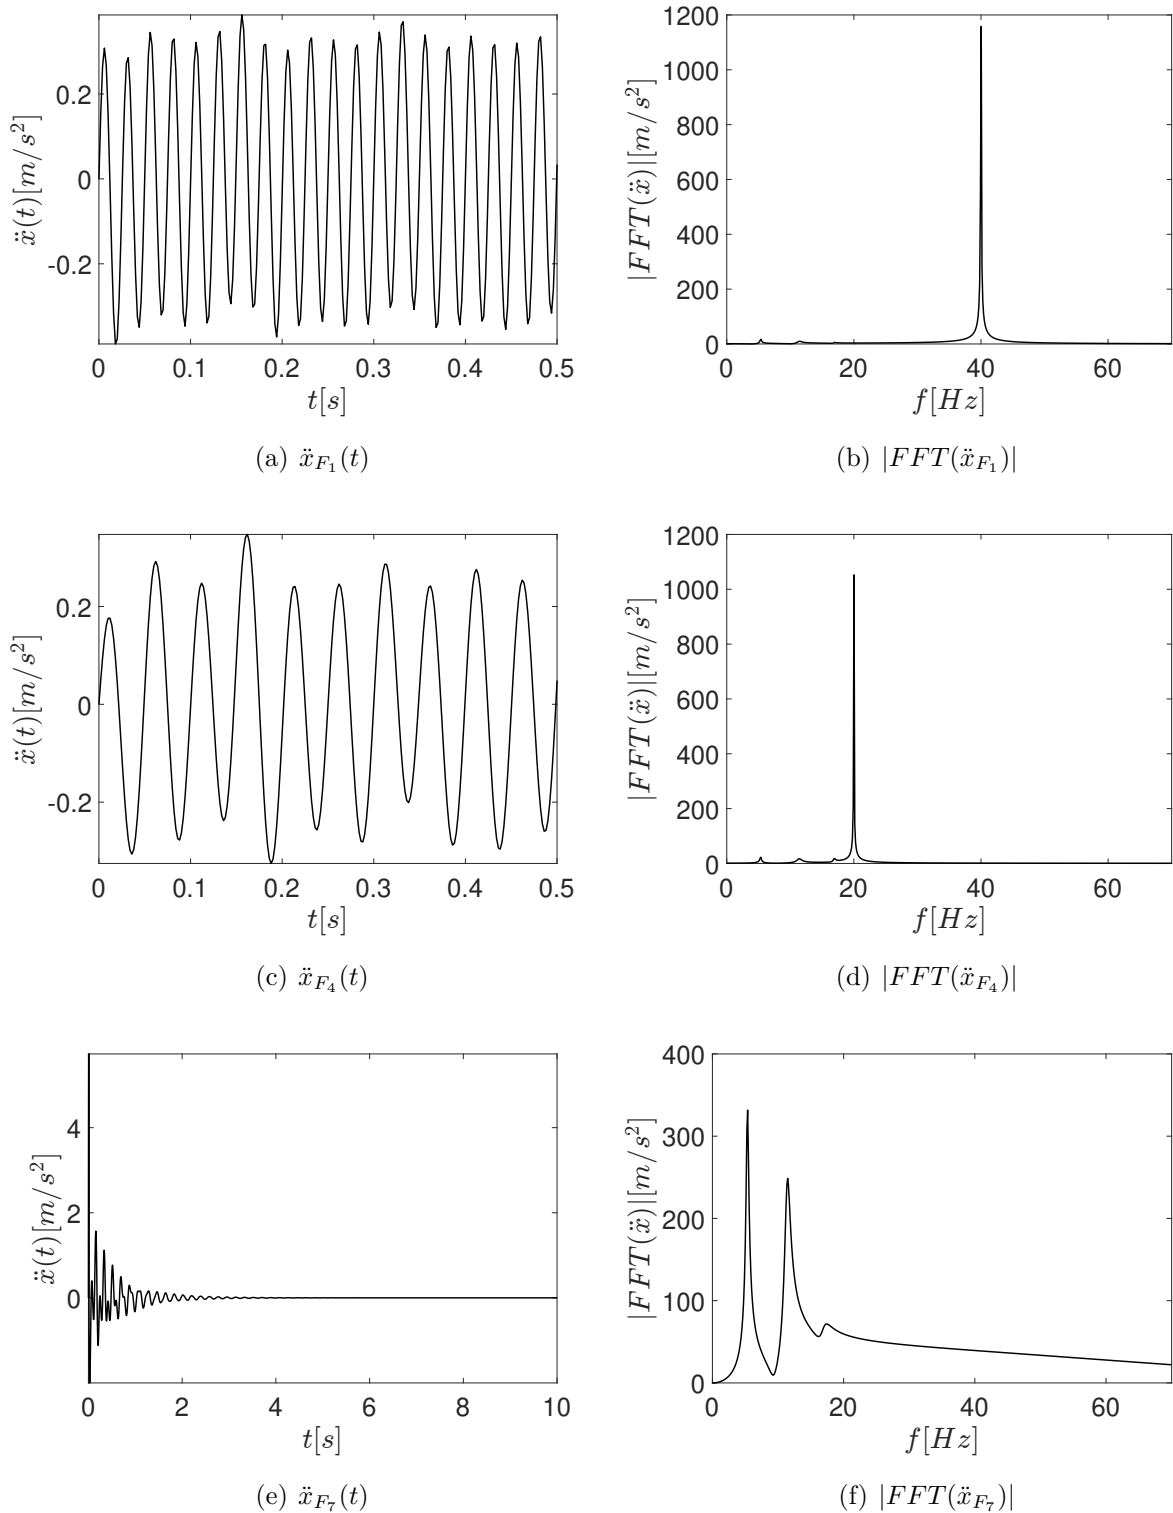 ẍ(t)[m/s²]
0.2
0
-0.2
0 0.1 0.2 0.3 0.4 0.5
t[s]
(a) ẍ_{F₁}(t)
|FFT(ẍ)|[m/s²]
1200
1000
800
600
400
200
0
0 20 40 60
f[Hz]
(b) |FFT(ẍ_{F₁})|
ẍ(t)[m/s²]
0.2
0
-0.2
0 0.1 0.2 0.3 0.4 0.5
t[s]
(c) ẍ_{F₄}(t)
|FFT(ẍ)|[m/s²]
1200
1000
800
600
400
200
0
0 20 40 60
f[Hz]
(d) |FFT(ẍ_{F₄})|
ẍ(t)[m/s²]
4
2
0
0 2 4 6 8 10
t[s]
(e) ẍ_{F₇}(t)
|FFT(ẍ)|[m/s²]
400
300
200
100
0
0 20 40 60
f[Hz]
(f) |FFT(ẍ_{F₇})|